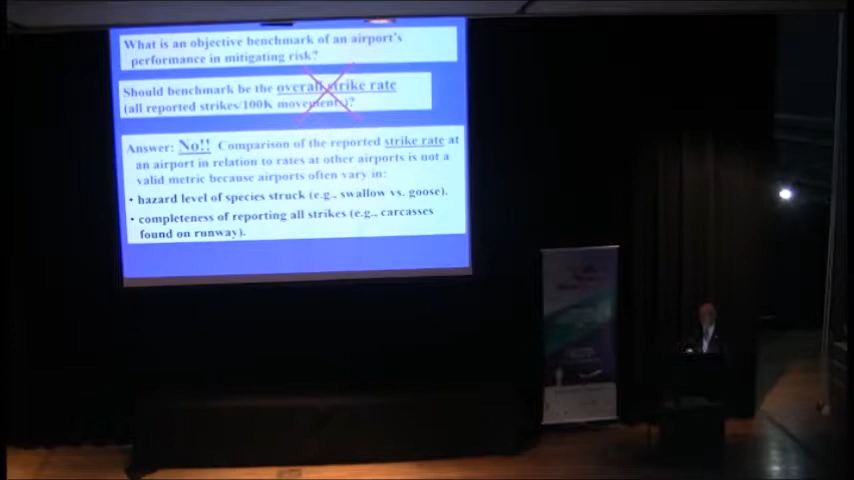 What is an objective benchmark of an airport's
performance in mitigating risk?
Should benchmark be the overall strike rate
(all reported strikes/100K movements)?
Answer: No!! Comparison of the reported strike rate at
an airport in relation to rates at other airports is not a
valid metric because airports often vary in:
• hazard level of species struck (e.g., swallow vs. goose).
• completeness of reporting all strikes (e.g., carcasses
found on runway).